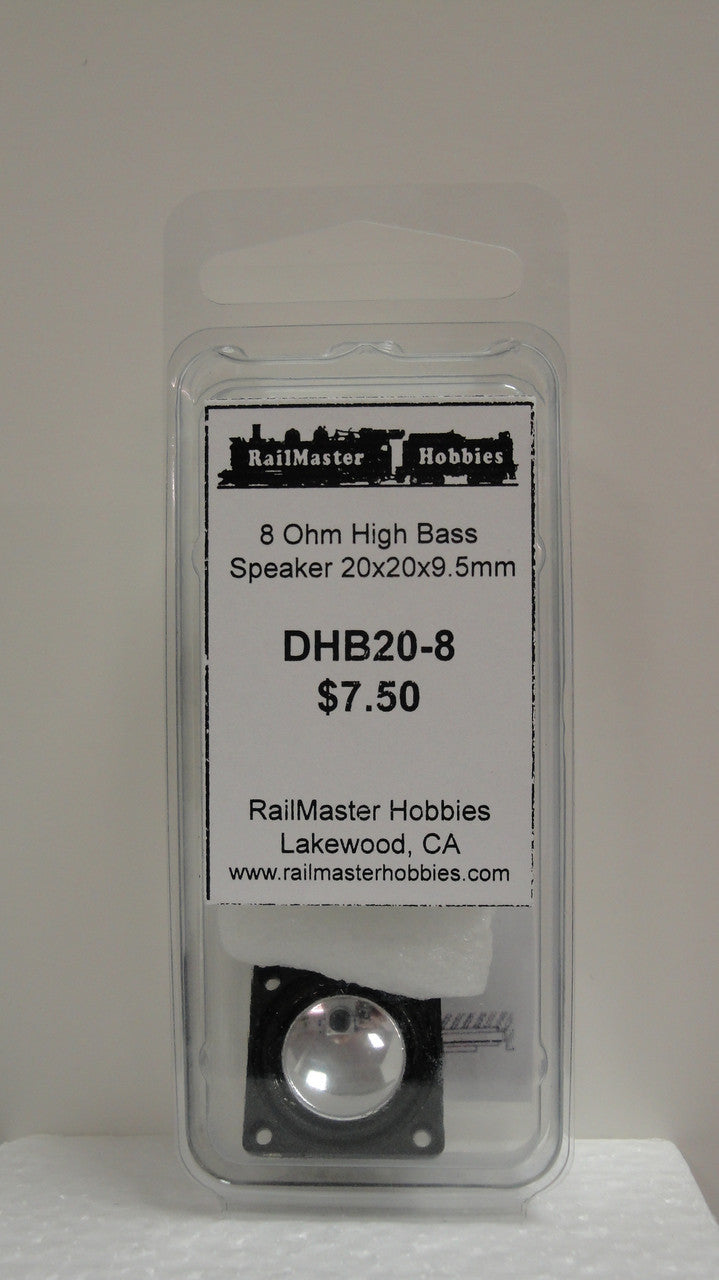 RailMaster Hobbies
8 Ohm High Bass
Speaker 20x20x9.5mm
DHB20-8
$7.50
RailMaster Hobbies
Lakewood, CA
www.railmasterhobbies.com